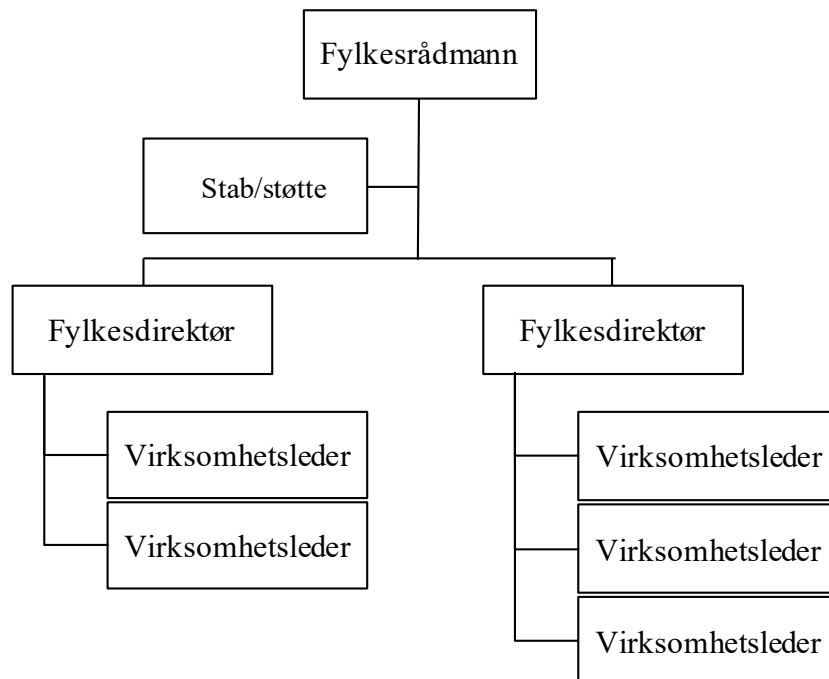 Fylkesrådmann
Stab/støtte
Fylkesdirektør
Virksomhetsleder
Virksomhetsleder
Fylkesdirektør
Virksomhetsleder
Virksomhetsleder
Virksomhetsleder